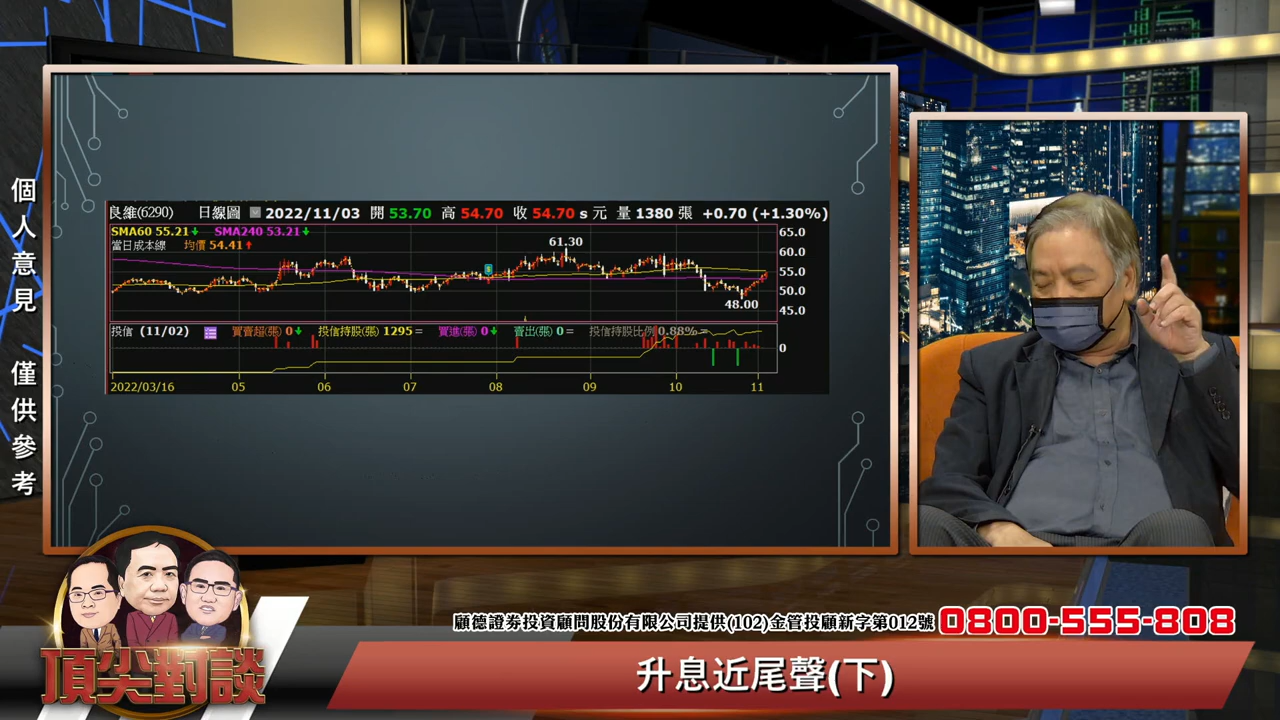 個人意見 僅供參考
良維(6290) 日線圖 2022/11/03 開 53.70 高 54.70 收 54.70 s 元 量 1380 張 +0.70 (+1.30%)
SMA60 55.21↓ SMA240 53.21↓
當日成本線 均價 54.41↑
65.0
60.0
55.0
50.0
45.0
61.30
48.00
投信 (11/02) 買賣超(張) 0↓ 投信持股(張) 1295= 買進(張) 0↓ 賣出(張) 0= 投信持股比例 0.88%=
0
2022/03/16 05 06 07 08 09 10 11
顧德證券投資顧問股份有限公司提供(102)金管投顧新字第012號 0800-555-808
頂尖對談
升息近尾聲(下)